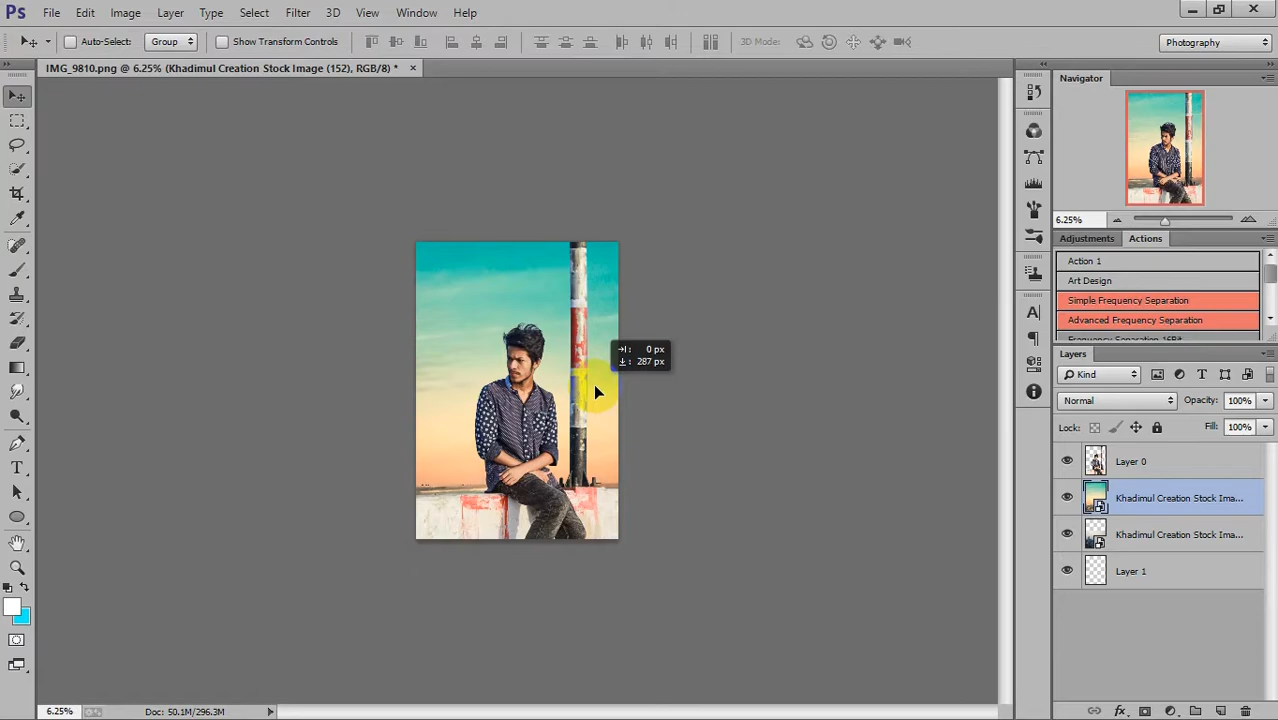 Ps File Edit Image Layer Type Select Filter 3D View Window Help
Auto-Select: Group Show Transform Controls 3D Mode: Photography
IMG_9810.png @ 6.25% (Khadimul Creation Stock Image (152), RGB/8) * ×
Navigator
6.25%
Adjustments Actions
Action 1
Art Design
Simple Frequency Separation
Advanced Frequency Separation
Frequency Separation 16Bit
Layers
Kind
Normal Opacity: 100%
Lock: Fill: 100%
Layer 0
Khadimul Creation Stock Ima...
Khadimul Creation Stock Ima...
Layer 1
0 px
287 px
6.25% Doc: 50.1M/296.3M